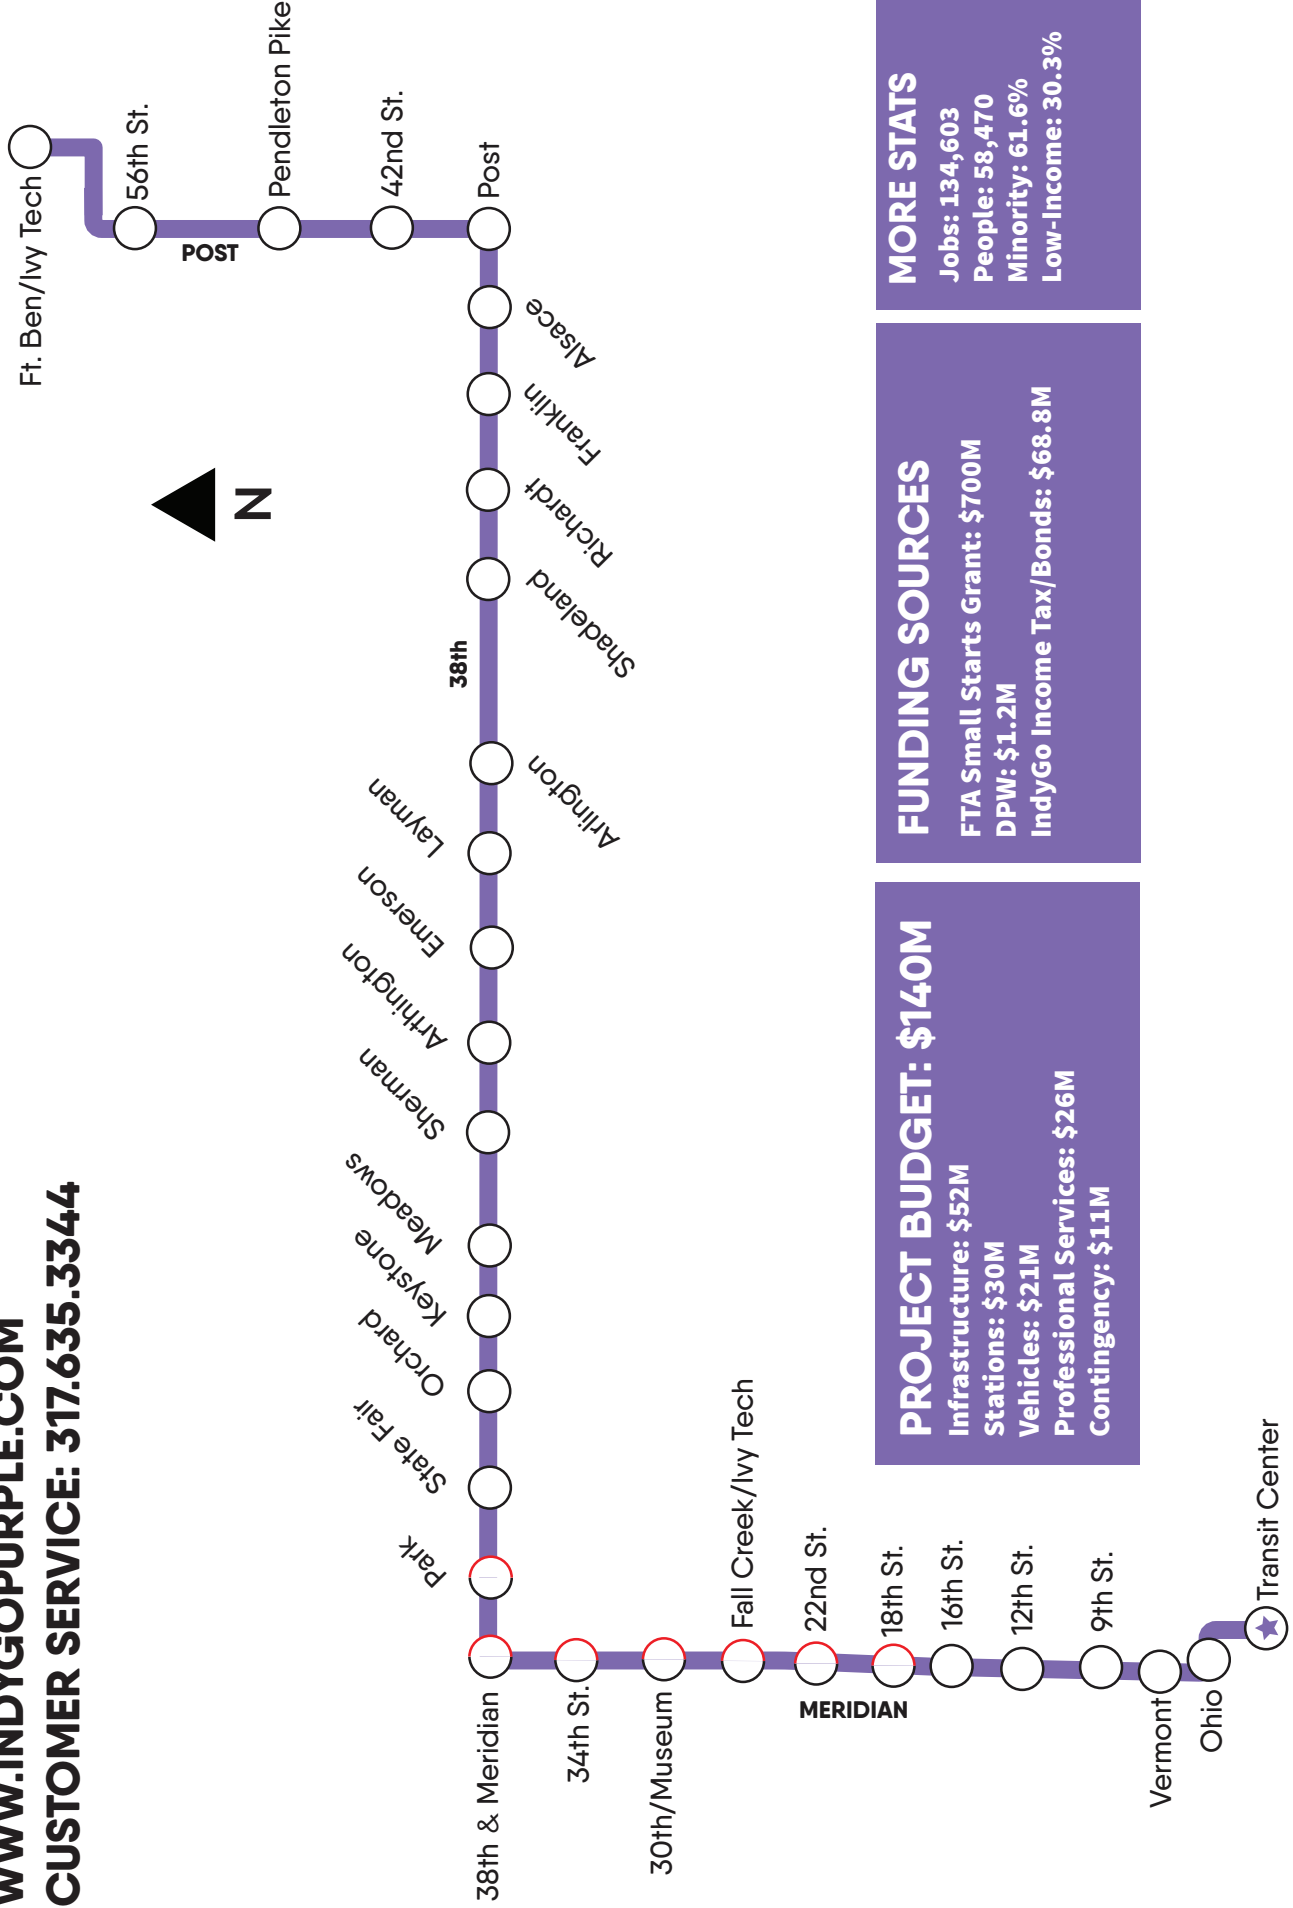 WWW.INDYGOPURPLE.COM
CUSTOMER SERVICE: 317.635.3344
Ft. Ben/Ivy Tech
56th St.
POST
Pendleton Pike
42nd St.
Post
Alsace
Franklin
Richardt
Shadeland
38th
Arlington
Layman
Emerson
Arthington
Sherman
Meadows
Keystone
Orchard
State Fair
Park
38th & Meridian
34th St.
30th/Museum
Fall Creek/Ivy Tech
22nd St.
MERIDIAN
18th St.
16th St.
12th St.
9th St.
Vermont
Ohio
Transit Center
N
PROJECT BUDGET: $140M
Infrastructure: $52M
Stations: $30M
Vehicles: $21M
Professional Services: $26M
Contingency: $11M
FUNDING SOURCES
FTA Small Starts Grant: $700M
DPW: $1.2M
IndyGo Income Tax/Bonds: $68.8M
MORE STATS
Jobs: 134,603
People: 58,470
Minority: 61.6%
Low-Income: 30.3%